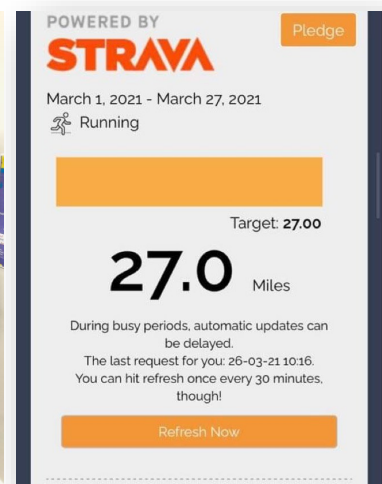 POWERED BY
STRAVA
Pledge
March 1, 2021 - March 27, 2021
Running
Target: 27.00
27.0 Miles
During busy periods, automatic updates can
be delayed.
The last request for you: 26-03-21 10:16.
You can hit refresh once every 30 minutes,
though!
Refresh Now